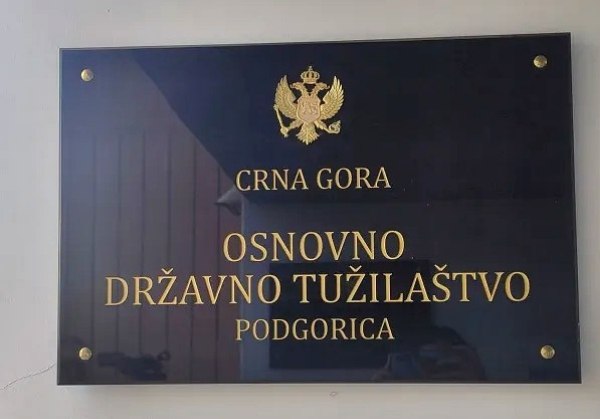 CRNA GORA
OSNOVNO
DRŽAVNO TUŽILAŠTVO
PODGORICA